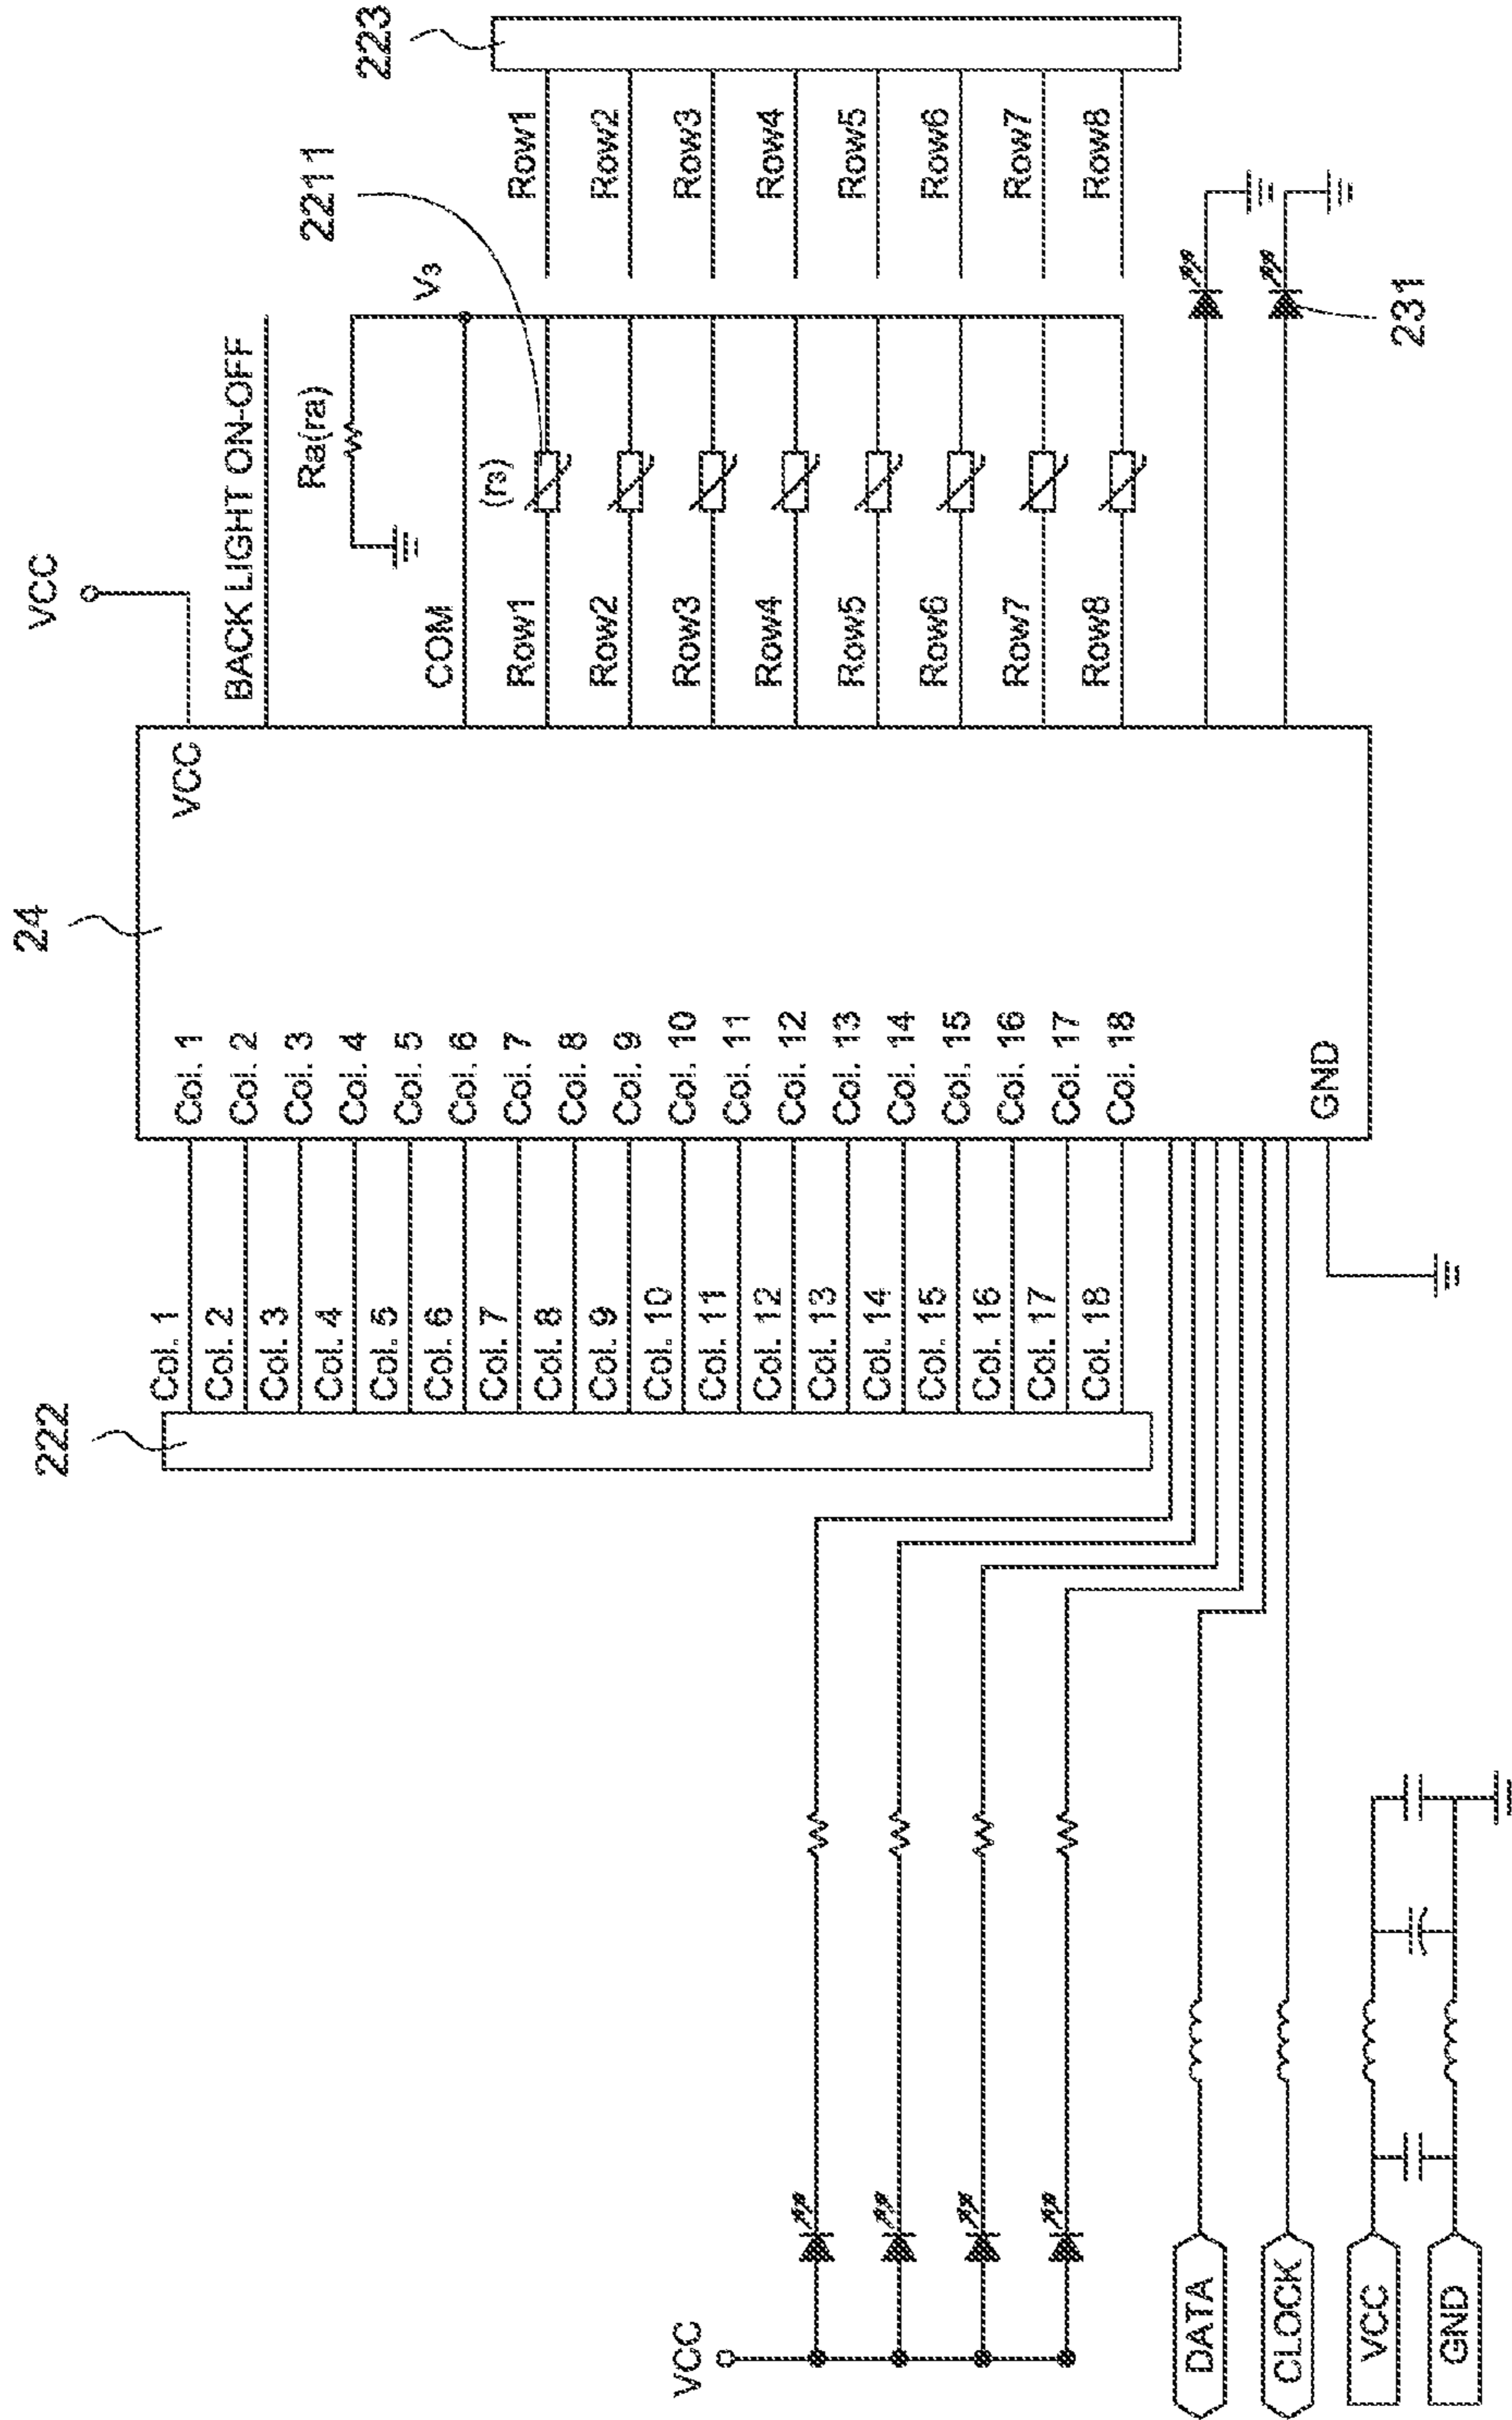 24
222
223
2211
231
VCC
VCC
BACK LIGHT ON-OFF
Ra(ra)
V3
COM
(r3)
Row1
Row2
Row3
Row4
Row5
Row6
Row7
Row8
Row1
Row2
Row3
Row4
Row5
Row6
Row7
Row8
Col. 1
Col. 2
Col. 3
Col. 4
Col. 5
Col. 6
Col. 7
Col. 8
Col. 9
Col. 10
Col. 11
Col. 12
Col. 13
Col. 14
Col. 15
Col. 16
Col. 17
Col. 18
GND
Col. 1
Col. 2
Col. 3
Col. 4
Col. 5
Col. 6
Col. 7
Col. 8
Col. 9
Col. 10
Col. 11
Col. 12
Col. 13
Col. 14
Col. 15
Col. 16
Col. 17
Col. 18
VCC
DATA
CLOCK
VCC
GND